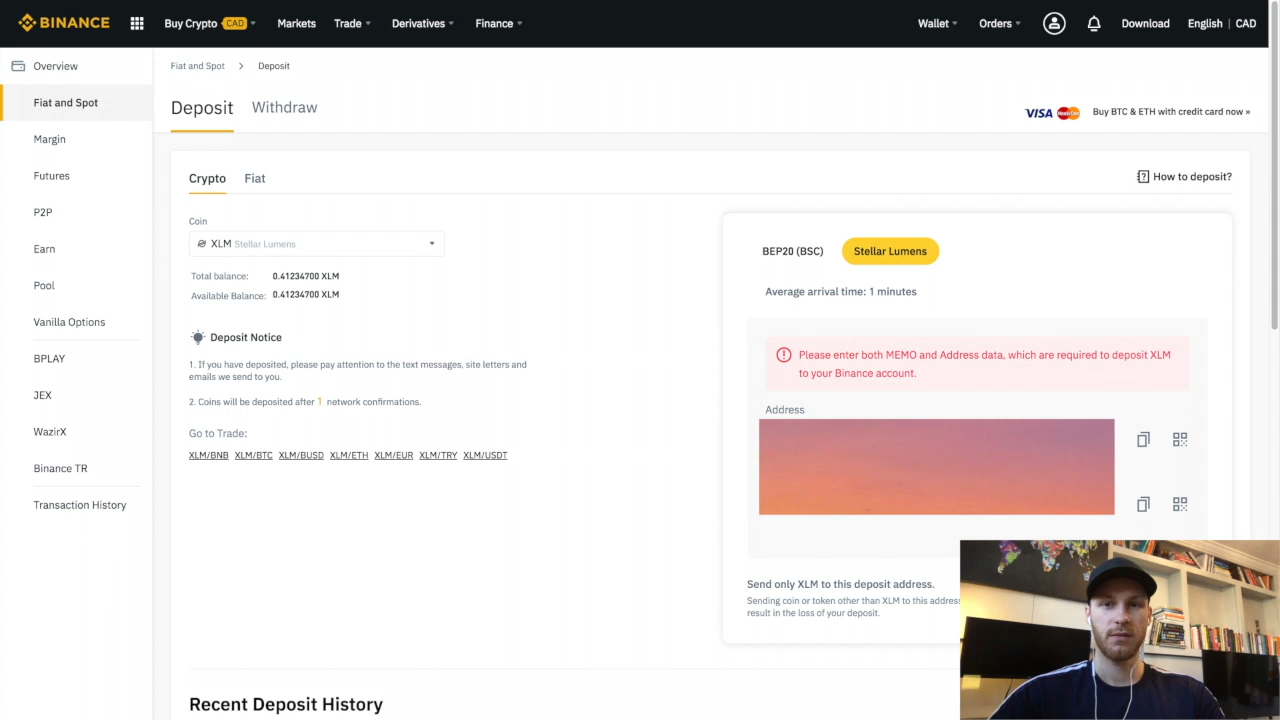 BINANCE
Buy Crypto CAD Markets Trade Derivatives Finance Wallet Orders Download English | CAD
Overview
Fiat and Spot
Margin
Futures
P2P
Earn
Pool
Vanilla Options
BPLAY
JEX
WazirX
Binance TR
Transaction History
Fiat and Spot > Deposit
Deposit Withdraw
VISA MasterCard Buy BTC & ETH with credit card now »
Crypto Fiat
How to deposit?
Coin
XLM Stellar Lumens
Total balance: 0.41234700 XLM
Available Balance: 0.41234700 XLM
Deposit Notice
1. If you have deposited, please pay attention to the text messages, site letters and
emails we send to you.
2. Coins will be deposited after 1 network confirmations.
Go to Trade:
XLM/BNB XLM/BTC XLM/BUSD XLM/ETH XLM/EUR XLM/TRY XLM/USDT
BEP20 (BSC) Stellar Lumens
Average arrival time: 1 minutes
Please enter both MEMO and Address data, which are required to deposit XLM
to your Binance account.
Address
Send only XLM to this deposit address.
Sending coin or token other than XLM to this address
result in the loss of your deposit.
Recent Deposit History